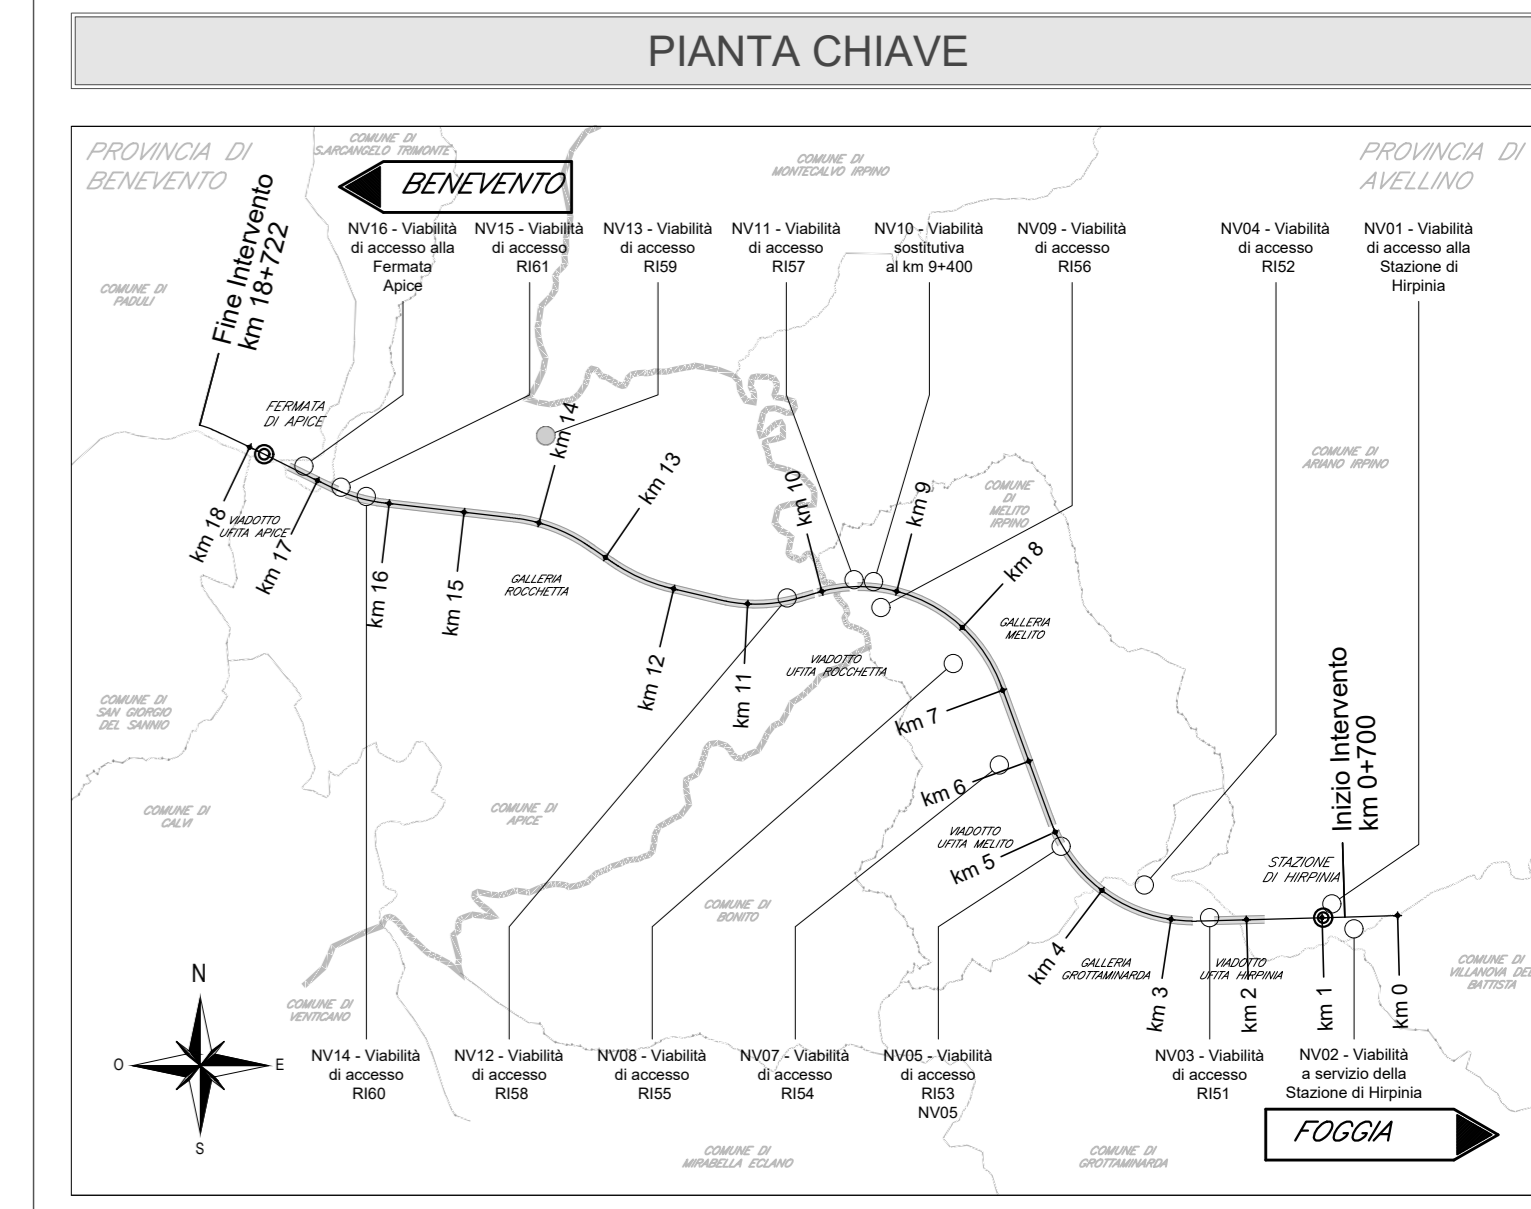 PIANTA CHIAVE
PROVINCIA DI
BENEVENTO
COMUNE DI
S.ARCANGELO TRIMONTE
COMUNE DI
MONTECALVO IRPINO
PROVINCIA DI
AVELLINO
BENEVENTO
Fine Intervento
km 18+722
NV16 - Viabilità
di accesso alla
Fermata
Apice
NV15 - Viabilità
di accesso
RI61
NV13 - Viabilità
di accesso
RI59
NV11 - Viabilità
di accesso
RI57
NV10 - Viabilità
sostitutiva
al km 9+400
NV09 - Viabilità
di accesso
RI56
NV04 - Viabilità
di accesso
RI52
NV01 - Viabilità
di accesso alla
Stazione di
Hirpinia
COMUNE DI
PADULI
FERMATA
DI APICE
COMUNE DI
ARIANO IRPINO
COMUNE
DI
MELITO
IRPINO
km 18
VIADOTTO
UFITA APICE
km 17
km 16
km 15
km 14
km 13
km 12
km 11
km 10
km 9
km 8
GALLERIA
ROCCHETTA
GALLERIA
MELITO
VIADOTTO
UFITA ROCCHETTA
km 7
km 6
km 5
km 4
km 3
km 2
km 1
km 0
COMUNE DI
SAN GIORGIO
DEL SANNIO
COMUNE DI
CALVI
COMUNE DI
APICE
VIADOTTO
UFITA MELITO
Inizio Intervento
km 0+700
STAZIONE
DI HIRPINIA
COMUNE DI
BONITO
GALLERIA
GROTTAMINARDA
VIADOTTO
UFITA HIRPINIA
COMUNE DI
VILLANOVA DEL
BATTISTA
COMUNE DI
VENTICANO
N
O
E
S
NV14 - Viabilità
di accesso
RI60
NV12 - Viabilità
di accesso
RI58
NV08 - Viabilità
di accesso
RI55
NV07 - Viabilità
di accesso
RI54
NV05 - Viabilità
di accesso
RI53
NV05
NV03 - Viabilità
di accesso
RI51
NV02 - Viabilità
a servizio della
Stazione di Hirpinia
FOGGIA
COMUNE DI
MIRABELLA ECLANO
COMUNE DI
GROTTAMINARDA